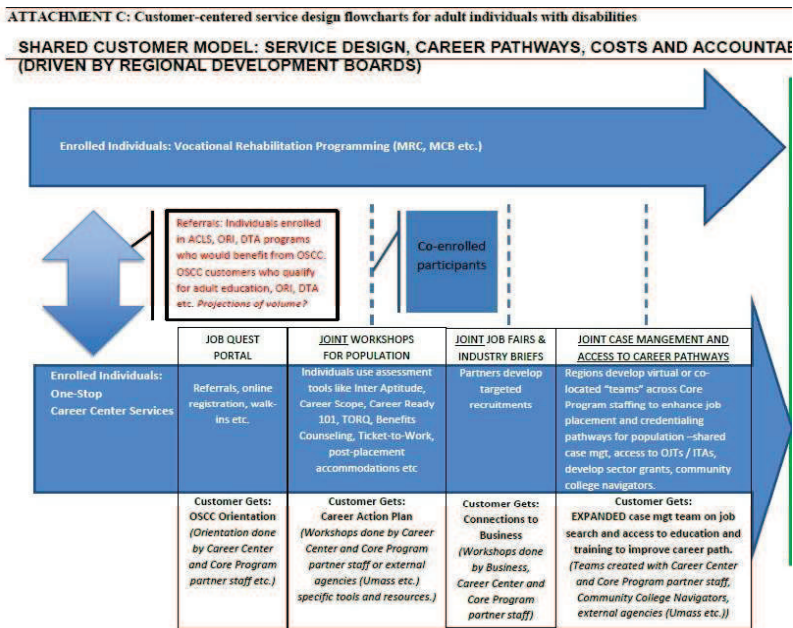 ATTACHMENT C: Customer-centered service design flowcharts for adult individuals with disabilities
SHARED CUSTOMER MODEL: SERVICE DESIGN, CAREER PATHWAYS, COSTS AND ACCOUNTAB
(DRIVEN BY REGIONAL DEVELOPMENT BOARDS)
Enrolled Individuals: Vocational Rehabilitation Programming (MRC, MCB etc.)
Referrals: Individuals enrolled
in ACLS, ORI, DTA programs
who would benefit from OSCC.
OSCC customers who qualify
for adult education, ORI, DTA
etc. Projections of volume?
Co-enrolled
participants
Enrolled Individuals:
One-Stop
Career Center Services
JOB QUEST
PORTAL
Referrals, online
registration, walk-
ins etc.
Customer Gets:
OSCC Orientation
(Orientation done
by Career Center
and Core Program
partner staff etc.)
JOINT WORKSHOPS
FOR POPULATION
Individuals use assessment
tools like Inter Aptitude,
Career Scope, Career Ready
101, TORQ, Benefits
Counseling, Ticket-to-Work,
post-placement
accommodations etc
Customer Gets:
Career Action Plan
(Workshops done by Career
Center and Core Program
partner staff or external
agencies (Umass etc.)
specific tools and resources.)
JOINT JOB FAIRS &
INDUSTRY BRIEFS
Partners develop
targeted
recruitments
Customer Gets:
Connections to
Business
(Workshops done
by Business,
Career Center and
Core Program
partner staff)
JOINT CASE MANGEMENT AND
ACCESS TO CAREER PATHWAYS
Regions develop virtual or co-
located “teams” across Core
Program staffing to enhance job
placement and credentialing
pathways for population –shared
case mgt, access to OJTs / ITAs,
develop sector grants, community
college navigators.
Customer Gets:
EXPANDED case mgt team on job
search and access to education and
training to improve career path.
(Teams created with Career Center
and Core Program partner staff,
Community College Navigators,
external agencies (Umass etc.))